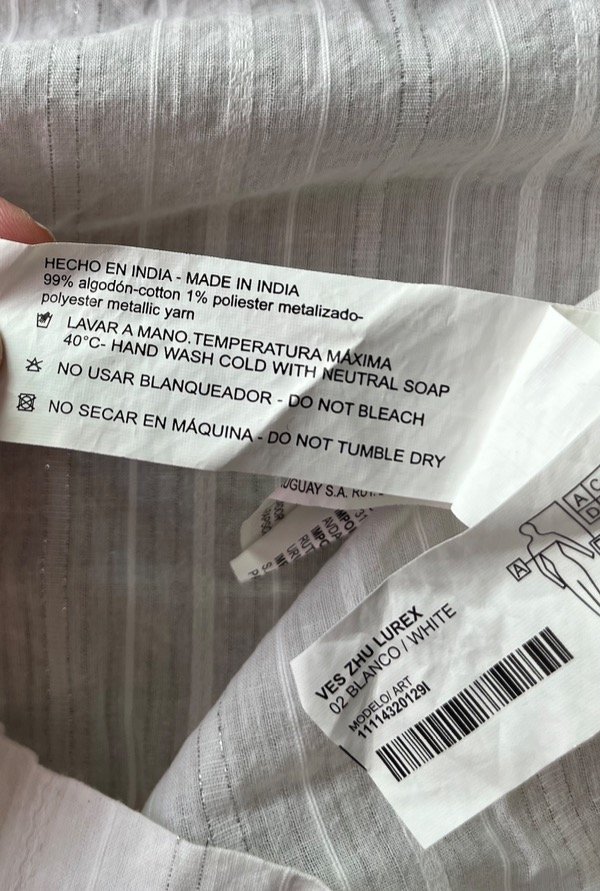 HECHO EN INDIA - MADE IN INDIA
99% algodón-cotton 1% poliester metalizado-
polyester metallic yarn
LAVAR A MANO.TEMPERATURA MÁXIMA
40°C- HAND WASH COLD WITH NEUTRAL SOAP
NO USAR BLANQUEADOR - DO NOT BLEACH
NO SECAR EN MÁQUINA - DO NOT TUMBLE DRY
UGUAY S.A.
VES ZHU LUREX
02 BLANCO / WHITE
MODELO/ ART
11114320129I
A
A